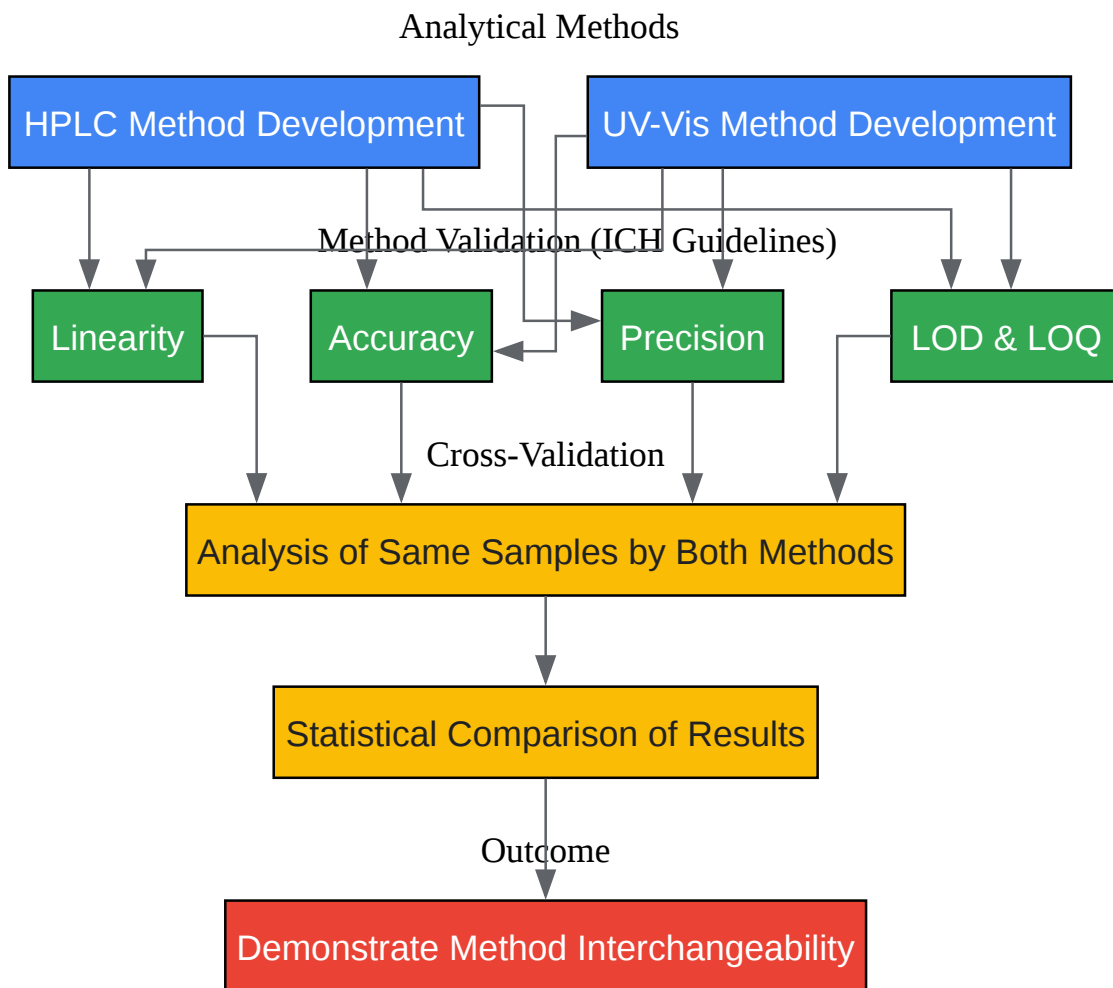 Analytical Methods
HPLC Method Development
UV-Vis Method Development
Method Validation (ICH Guidelines)
Linearity
Accuracy
Precision
LOD & LOQ
Cross-Validation
Analysis of Same Samples by Both Methods
Statistical Comparison of Results
Outcome
Demonstrate Method Interchangeability